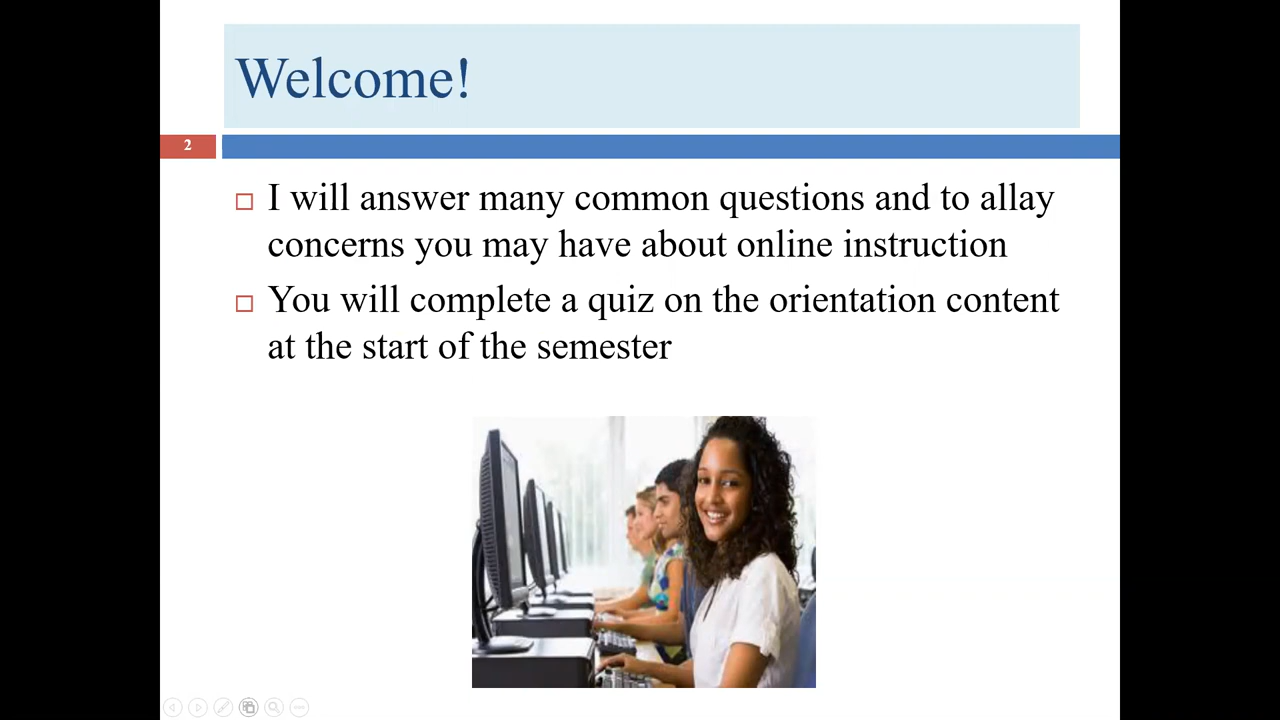 Welcome!
2
I will answer many common questions and to allay
concerns you may have about online instruction
You will complete a quiz on the orientation content
at the start of the semester